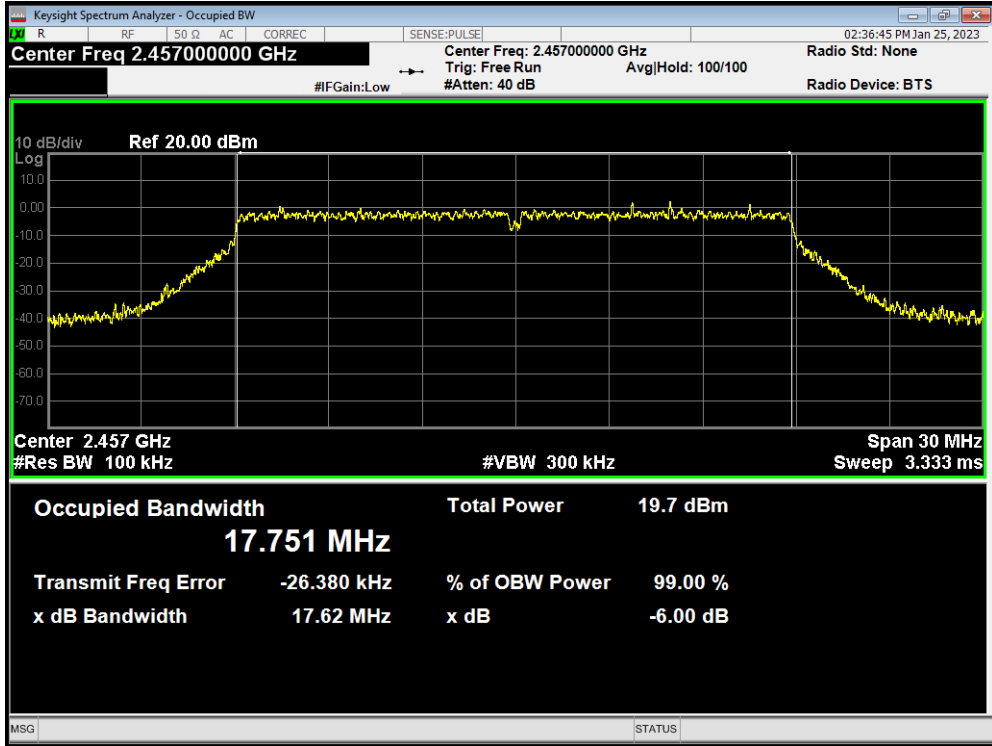 Keysight Spectrum Analyzer - Occupied BW
LXI R RF 50 Ω AC CORREC SENSE:PULSE 02:36:45 PM Jan 25, 2023
Center Freq 2.457000000 GHz Center Freq: 2.457000000 GHz Radio Std: None
Trig: Free Run Avg|Hold: 100/100
#IFGain:Low #Atten: 40 dB Radio Device: BTS
10 dB/div Ref 20.00 dBm
Log
10.0
0.00
-10.0
-20.0
-30.0
-40.0
-50.0
-60.0
-70.0
Center 2.457 GHz Span 30 MHz
#Res BW 100 kHz #VBW 300 kHz Sweep 3.333 ms
Occupied Bandwidth Total Power 19.7 dBm
17.751 MHz
Transmit Freq Error -26.380 kHz % of OBW Power 99.00 %
x dB Bandwidth 17.62 MHz x dB -6.00 dB
MSG STATUS